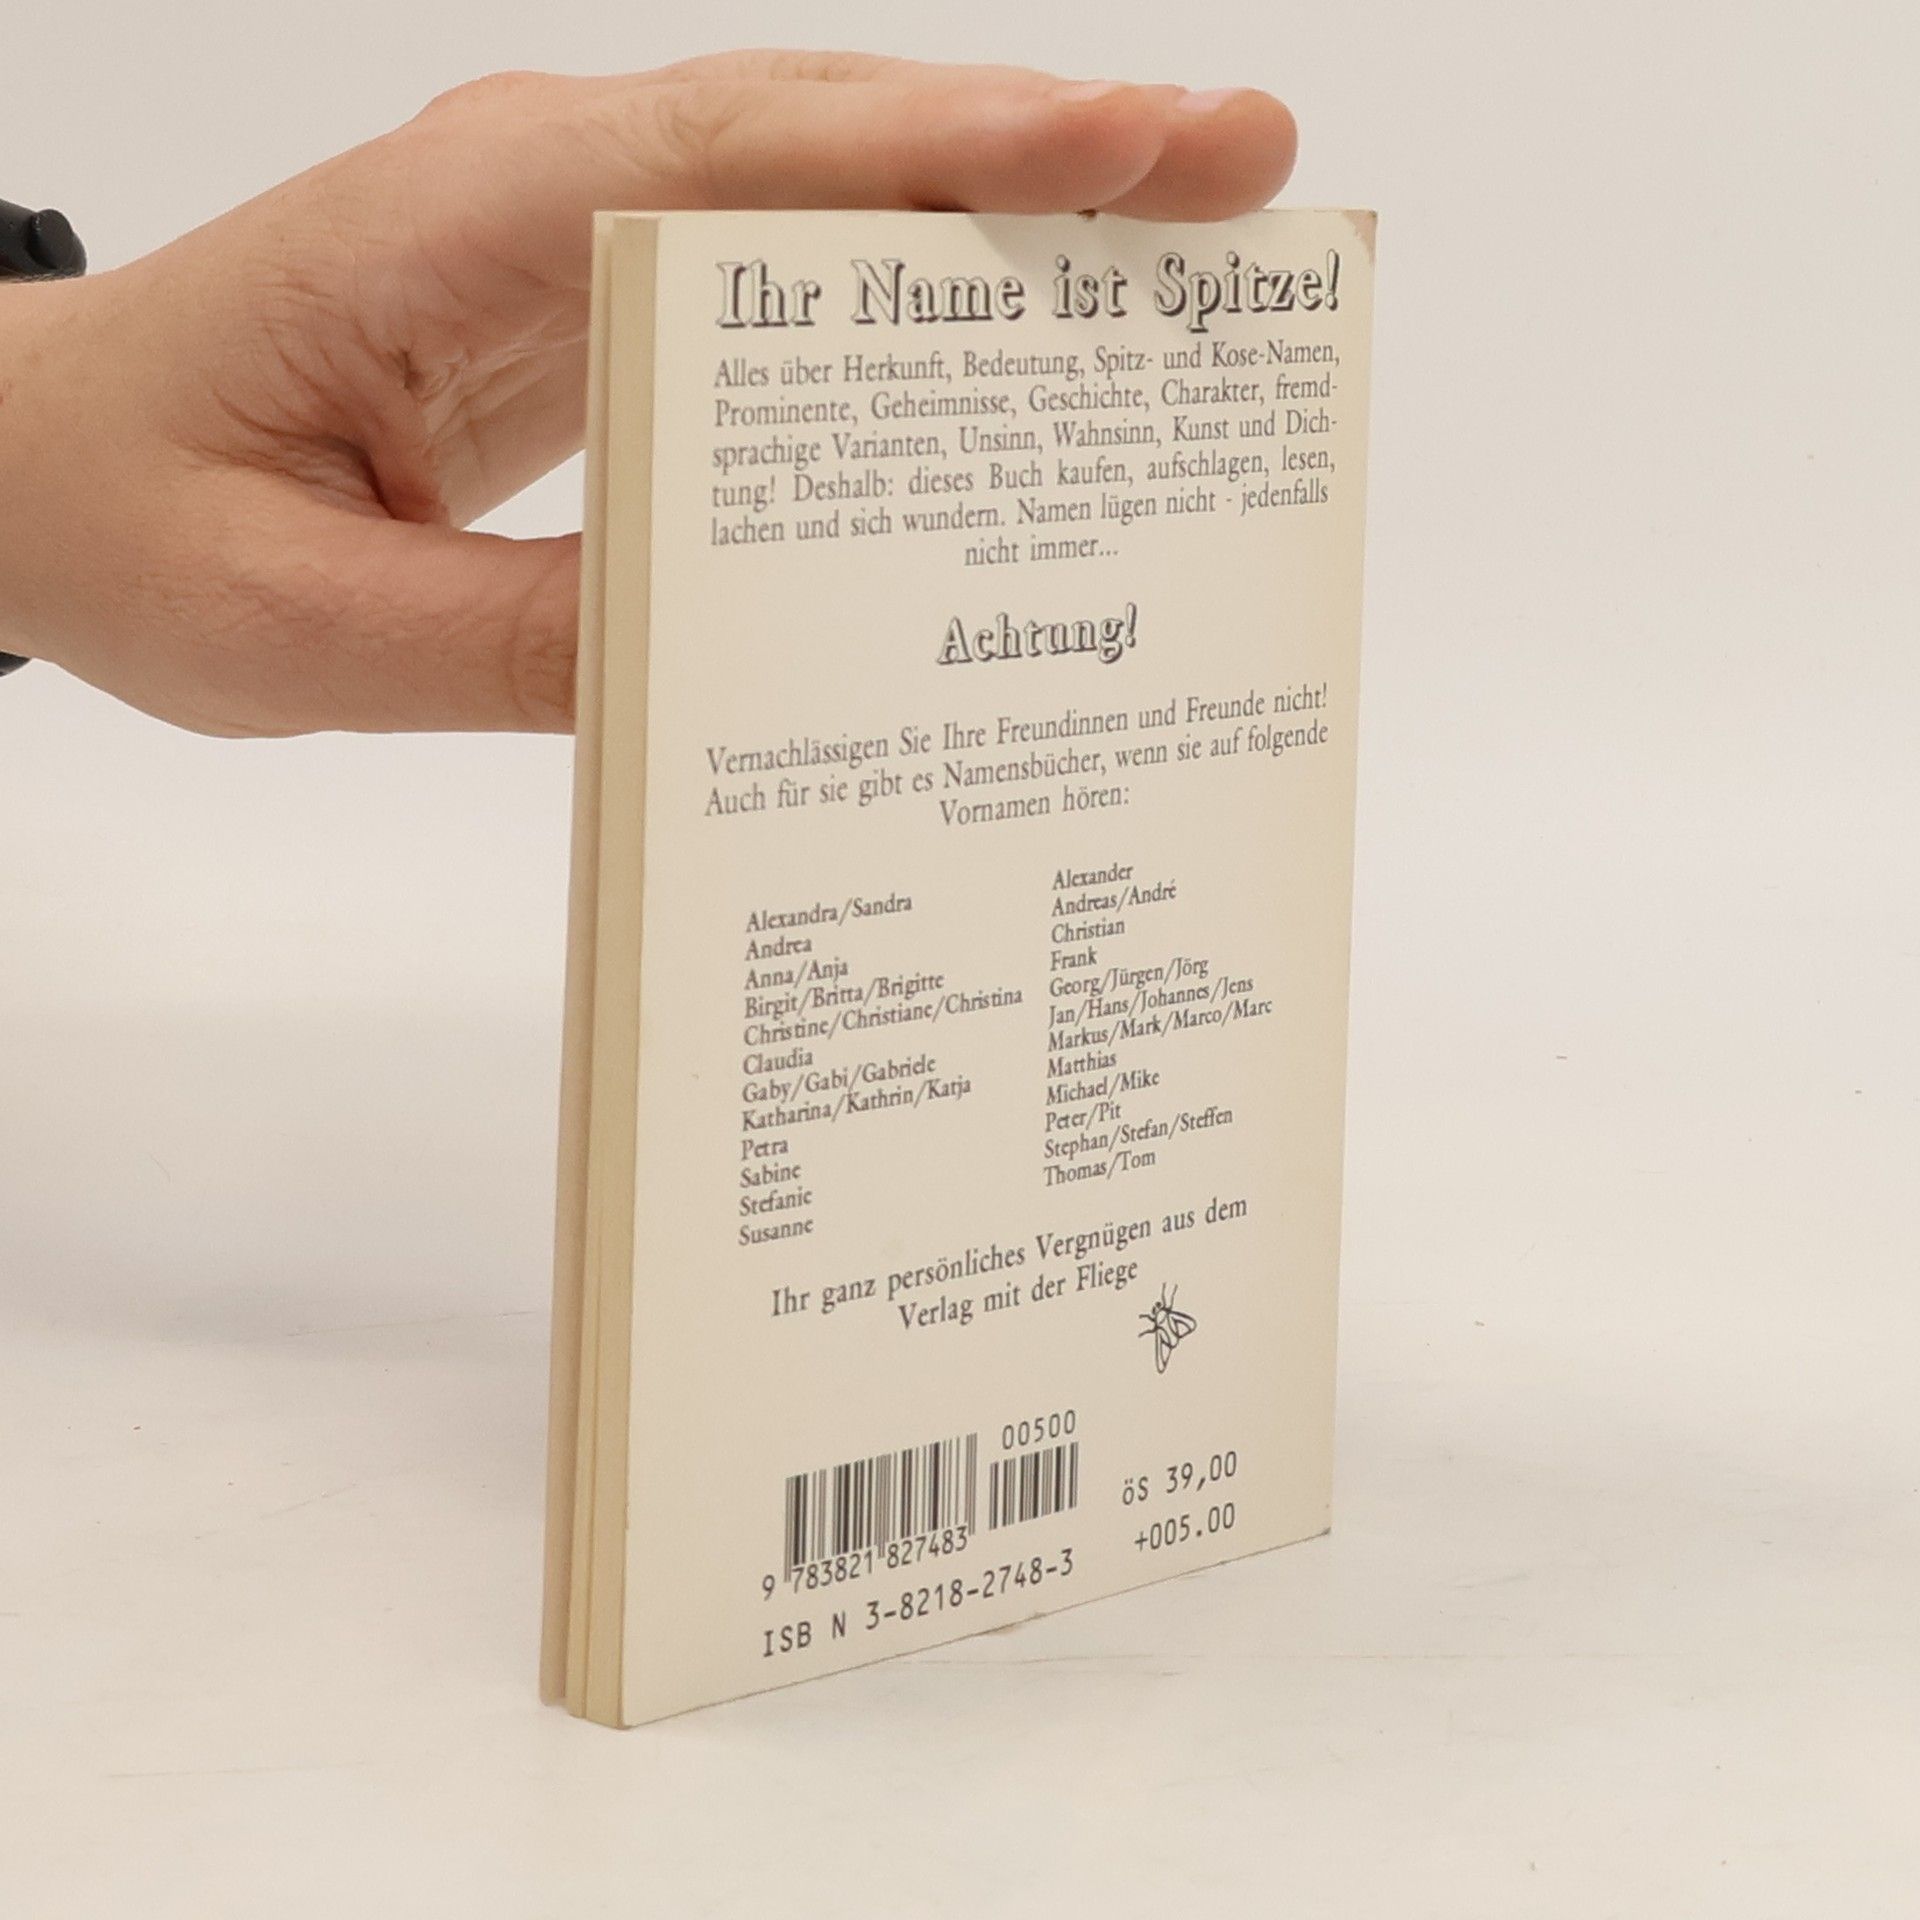 Ihr Name ist Spitze!
Alles über Herkunft, Bedeutung, Spitz- und Kose-Namen,
Prominente, Geheimnisse, Geschichte, Charakter, fremd-
sprachige Varianten, Unsinn, Wahnsinn, Kunst und Dich-
tung! Deshalb: dieses Buch kaufen, aufschlagen, lesen,
lachen und sich wundern. Namen lügen nicht - jedenfalls
nicht immer...
Achtung!
Vernachlässigen Sie Ihre Freundinnen und Freunde nicht!
Auch für sie gibt es Namensbücher, wenn sie auf folgende
Vornamen hören:
Alexandra/Sandra
Andrea
Anna/Anja
Birgit/Britta/Brigitte
Christine/Christiane/Christina
Claudia
Gaby/Gabi/Gabriele
Katharina/Kathrin/Katja
Petra
Sabine
Stefanie
Susanne
Alexander
Andreas/André
Christian
Frank
Georg/Jürgen/Jörg
Jan/Hans/Johannes/Jens
Markus/Mark/Marco/Marc
Matthias
Michael/Mike
Peter/Pit
Stephan/Stefan/Steffen
Thomas/Tom
Ihr ganz persönliches Vergnügen aus dem
Verlag mit der Fliege
00500
9 783821 827483
ISB N 3-8218-2748-3
öS 39,00
+005.00